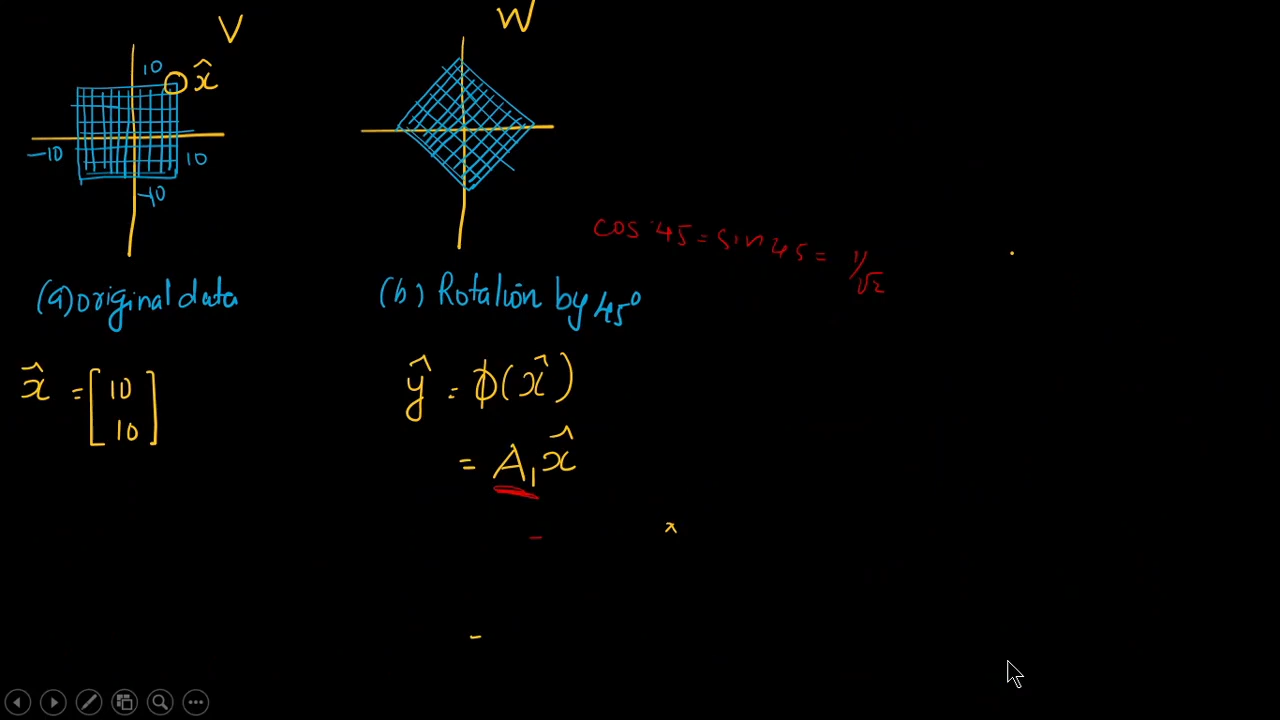 V
W
10
x̂
-10
10
-10
cos 45 = sin 45 = 1/√2
(a) original data
(b) Rotation by 45°
x̂ = [10
10]
ŷ = φ(x̂)
= A₁x̂